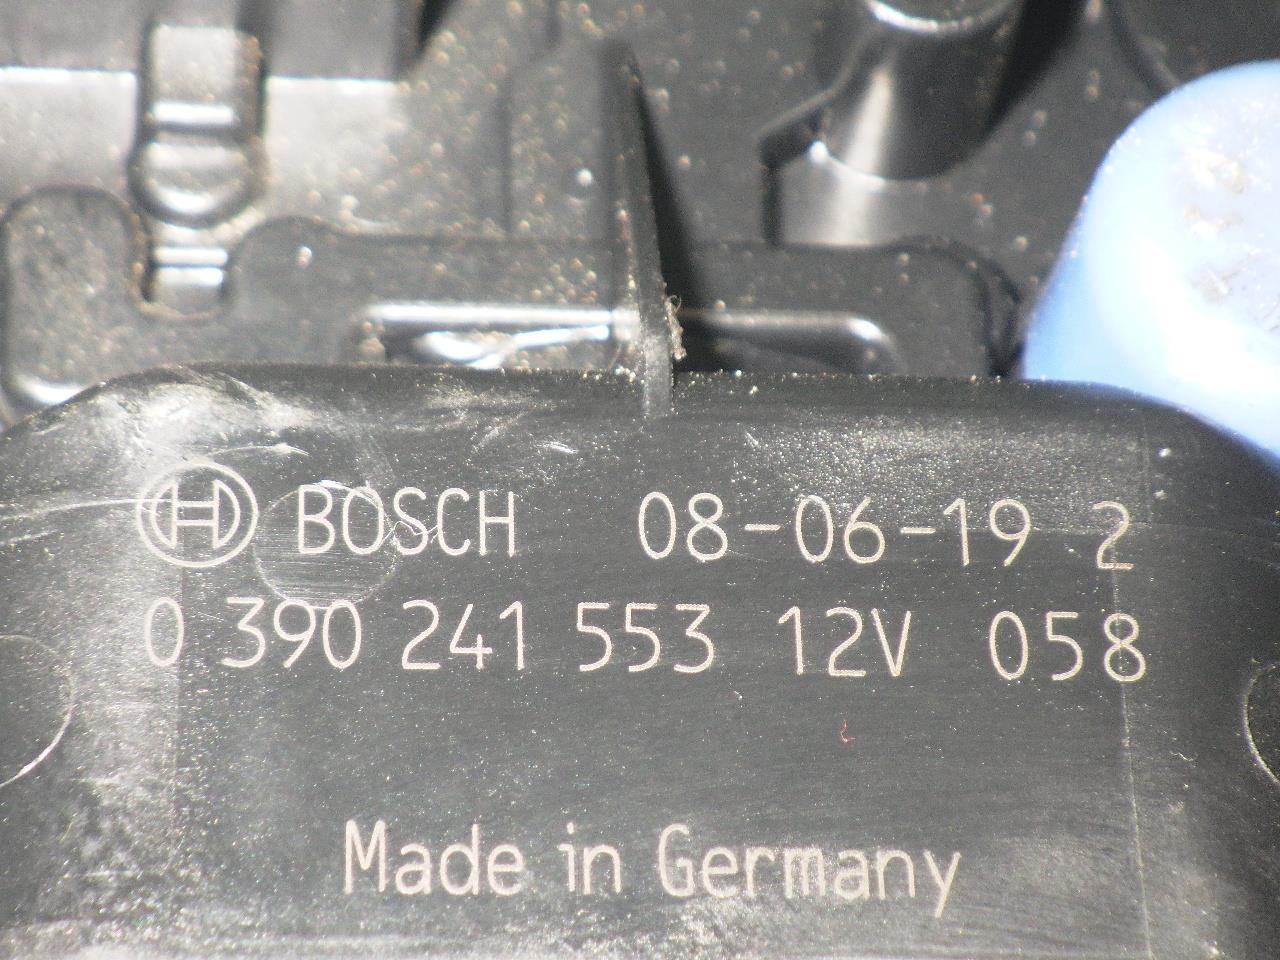 BOSCH 08-06-19 2
0 390 241 553 12V 058
Made in Germany